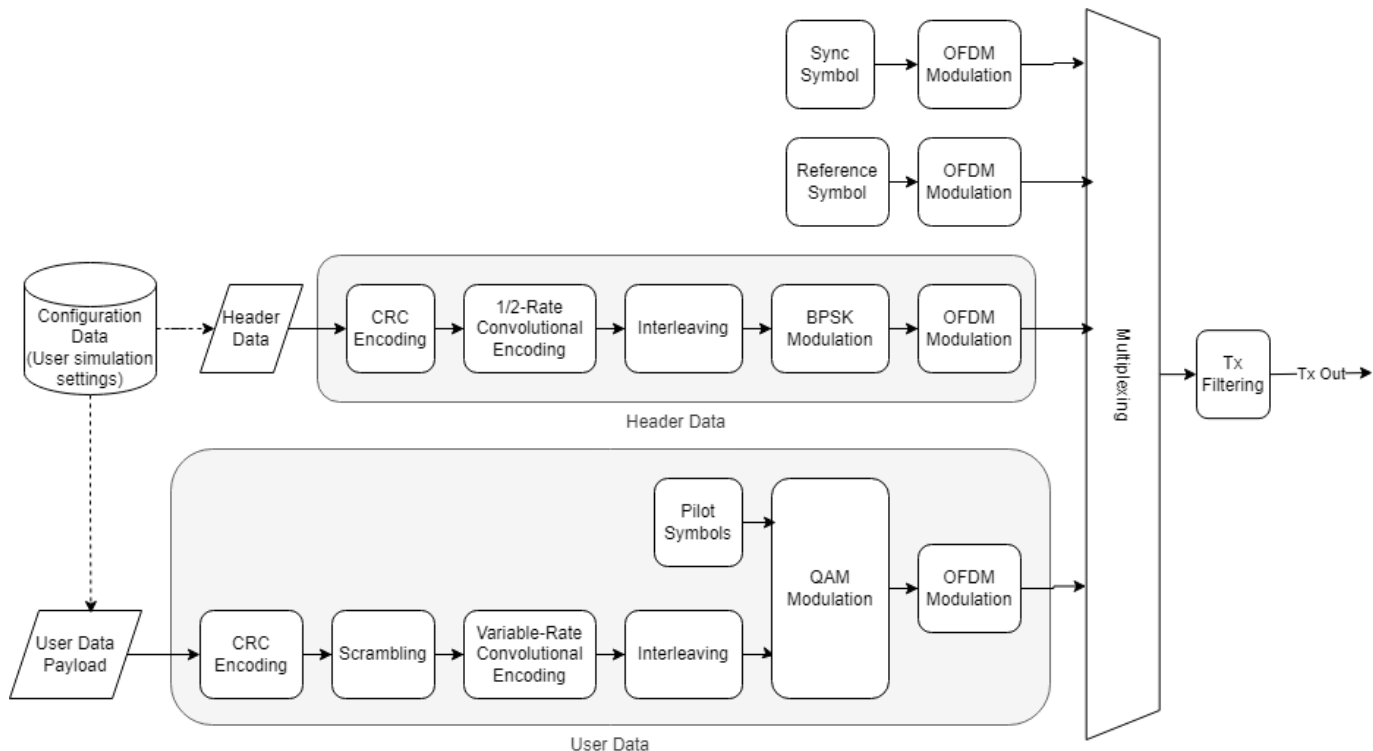 Sync
Symbol
OFDM
Modulation
Reference
Symbol
OFDM
Modulation
Configuration
Data
(User simulation
settings)
Header
Data
CRC
Encoding
1/2-Rate
Convolutional
Encoding
Interleaving
BPSK
Modulation
OFDM
Modulation
Header Data
Multiplexing
Tx
Filtering
Tx Out
Pilot
Symbols
QAM
Modulation
OFDM
Modulation
User Data
Payload
CRC
Encoding
Scrambling
Variable-Rate
Convolutional
Encoding
Interleaving
User Data